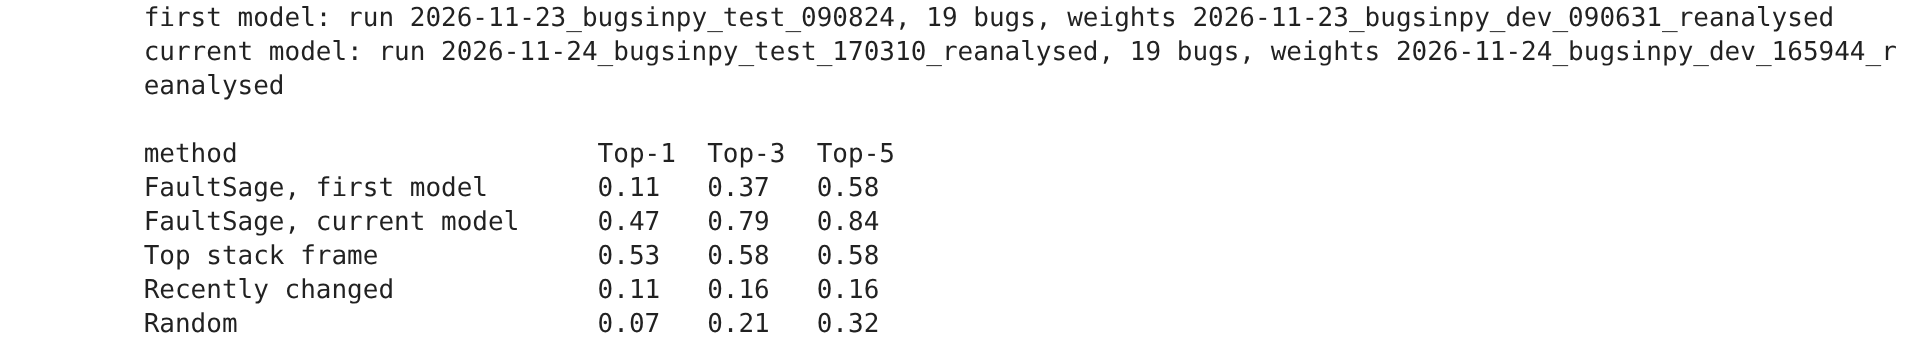 first model: run 2026-11-23_bugsinpy_test_090824, 19 bugs, weights 2026-11-23_bugsinpy_dev_090631_reanalysed
current model: run 2026-11-24_bugsinpy_test_170310_reanalysed, 19 bugs, weights 2026-11-24_bugsinpy_dev_165944_r
eanalysed

method                       Top-1  Top-3  Top-5
FaultSage, first model       0.11   0.37   0.58
FaultSage, current model     0.47   0.79   0.84
Top stack frame              0.53   0.58   0.58
Recently changed             0.11   0.16   0.16
Random                       0.07   0.21   0.32